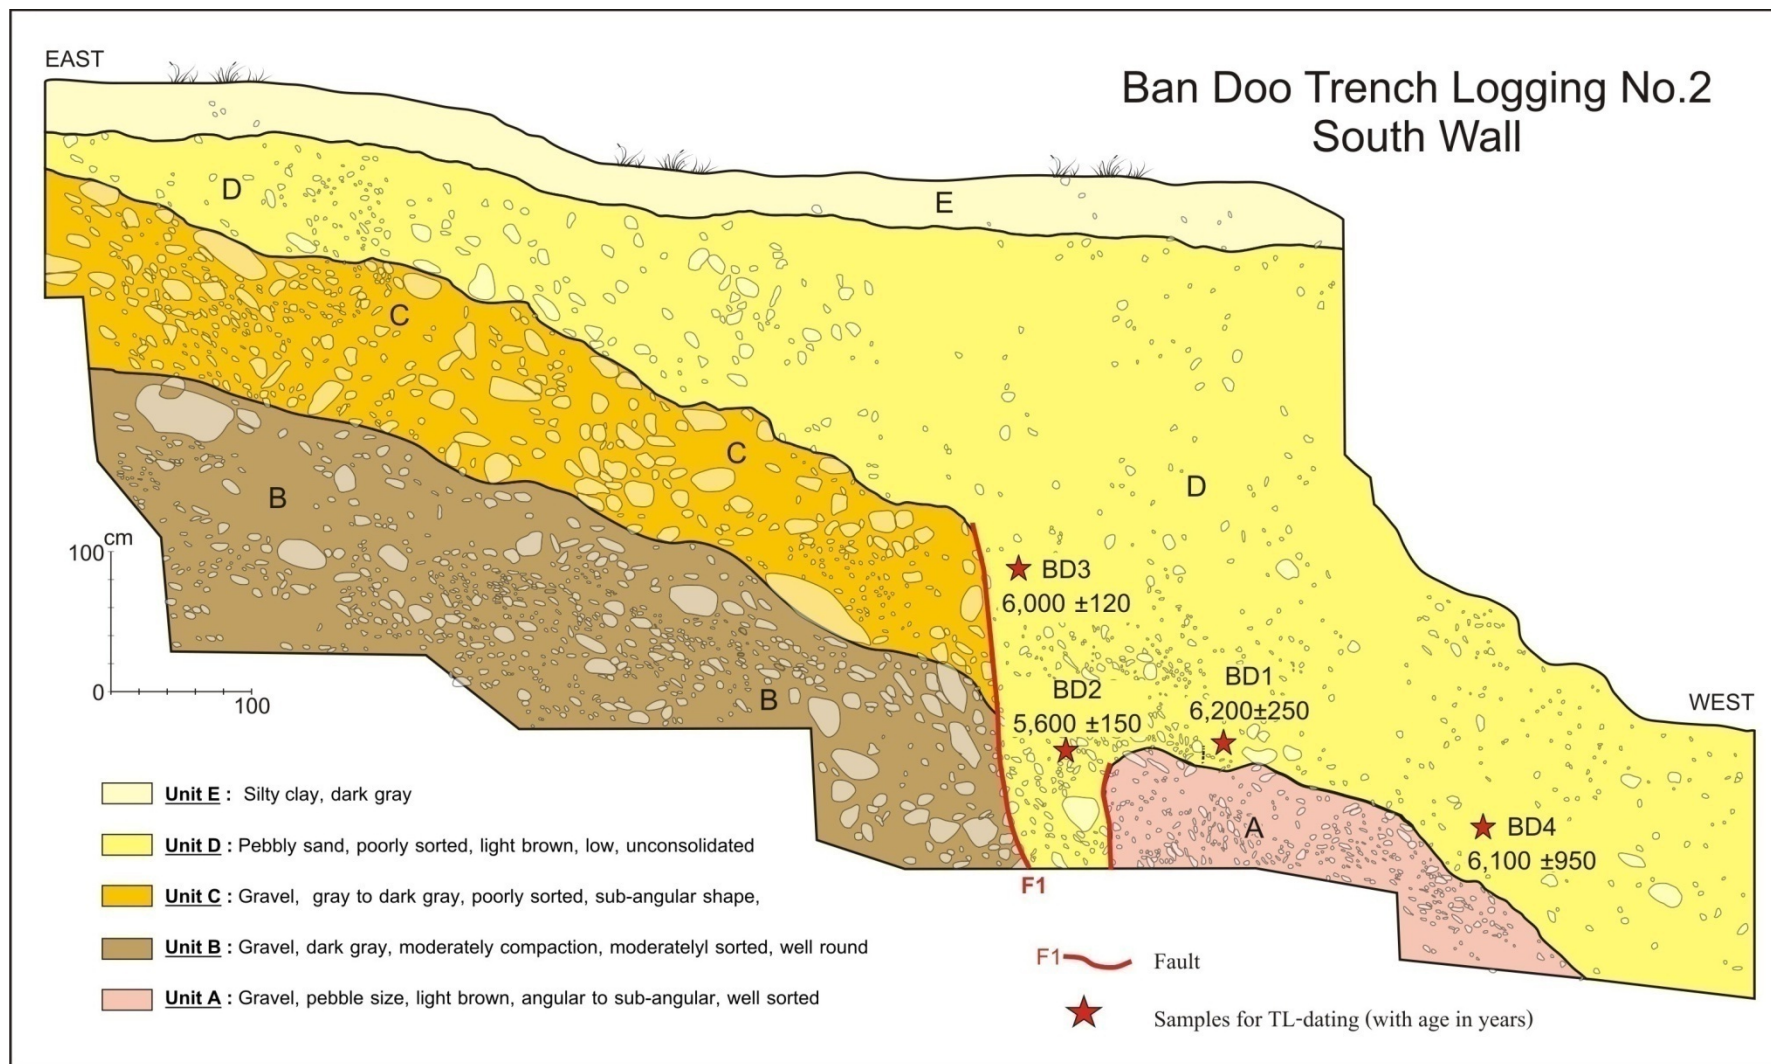 EAST
Ban Doo Trench Logging No.2
South Wall
D
E
C
C
D
B
100 cm
BD3
6,000 ±120
BD2
5,600 ±150
BD1
6,200±250
0
100
B
WEST
A
BD4
6,100 ±950
F1
Unit E : Silty clay, dark gray
Unit D : Pebbly sand, poorly sorted, light brown, low, unconsolidated
Unit C : Gravel, gray to dark gray, poorly sorted, sub-angular shape,
Unit B : Gravel, dark gray, moderately compaction, moderatelyl sorted, well round
Unit A : Gravel, pebble size, light brown, angular to sub-angular, well sorted
F1 Fault
Samples for TL-dating (with age in years)